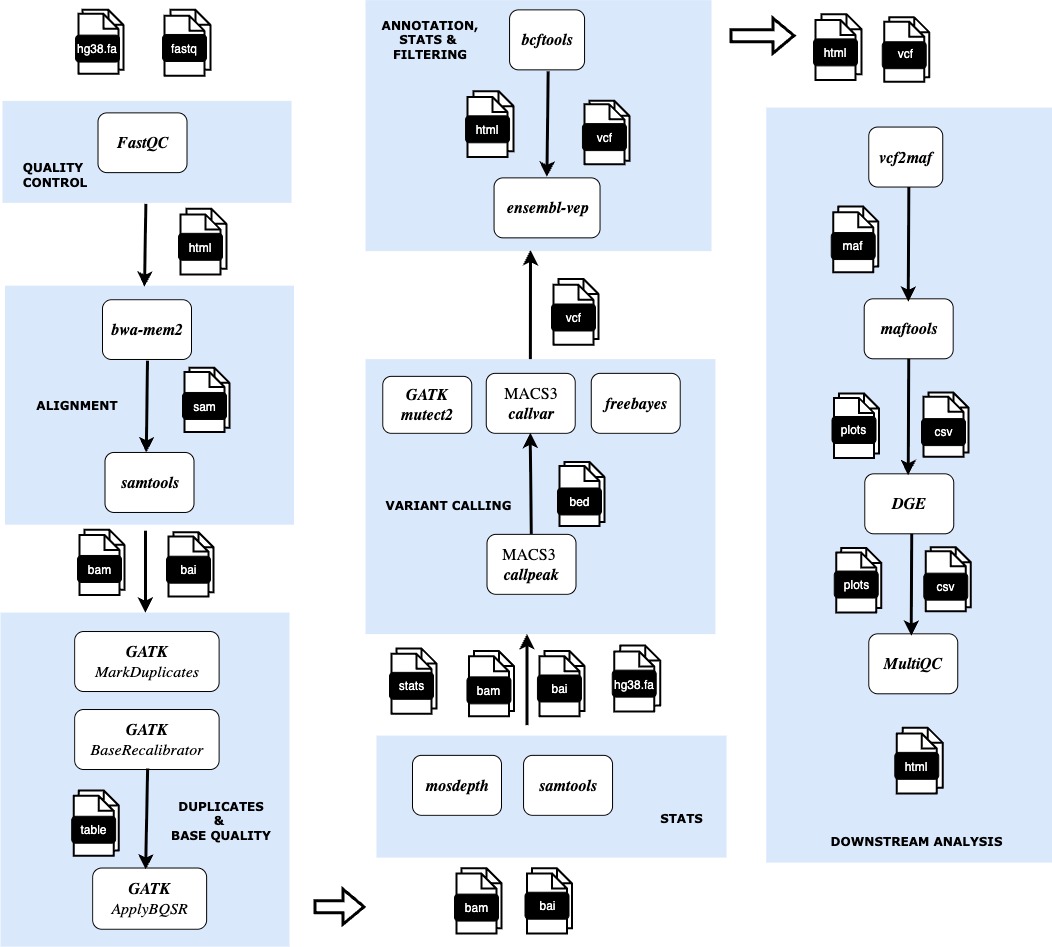 hg38.fa
fastq
FastQC
QUALITY
CONTROL
html
bwa-mem2
ALIGNMENT
sam
samtools
bam
bai
GATK
MarkDuplicates
GATK
BaseRecalibrator
table
DUPLICATES
&
BASE QUALITY
GATK
ApplyBQSR
bam
bai
mosdepth
samtools
STATS
stats
bam
bai
hg38.fa
GATK
mutect2
MACS3
callvar
freebayes
VARIANT CALLING
bed
MACS3
callpeak
vcf
ANNOTATION,
STATS &
FILTERING
bcftools
html
vcf
ensembl-vep
html
vcf
vcf2maf
maf
maftools
plots
csv
DGE
plots
csv
MultiQC
html
DOWNSTREAM ANALYSIS